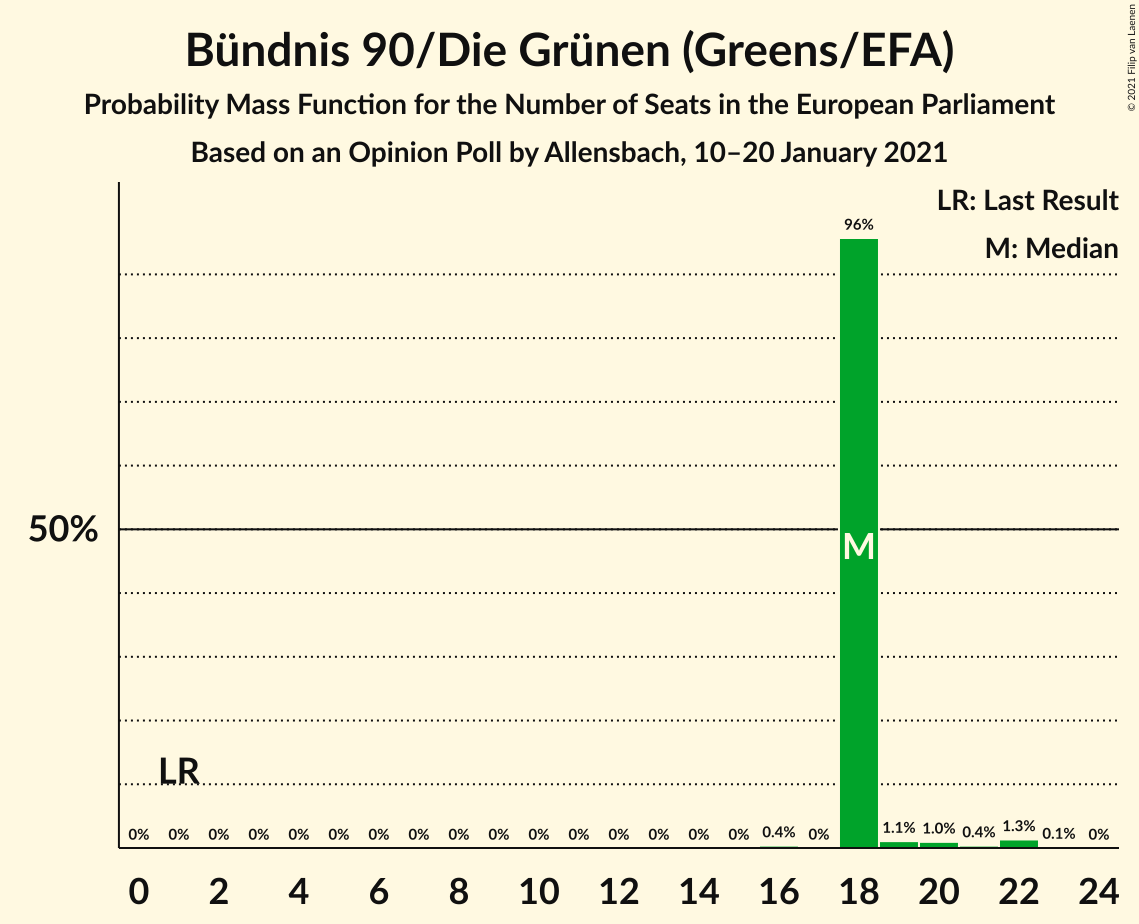 Bündnis 90/Die Grünen (Greens/EFA)
Probability Mass Function for the Number of Seats in the European Parliament
Based on an Opinion Poll by Allensbach, 10–20 January 2021
© 2021 Filip van Laenen
LR: Last Result
M: Median
96%
50%
M
LR
0% 0% 0% 0% 0% 0% 0% 0% 0% 0% 0% 0% 0% 0% 0% 0% 0.4% 0% 1.1% 1.0% 0.4% 1.3% 0.1% 0%
0 2 4 6 8 10 12 14 16 18 20 22 24